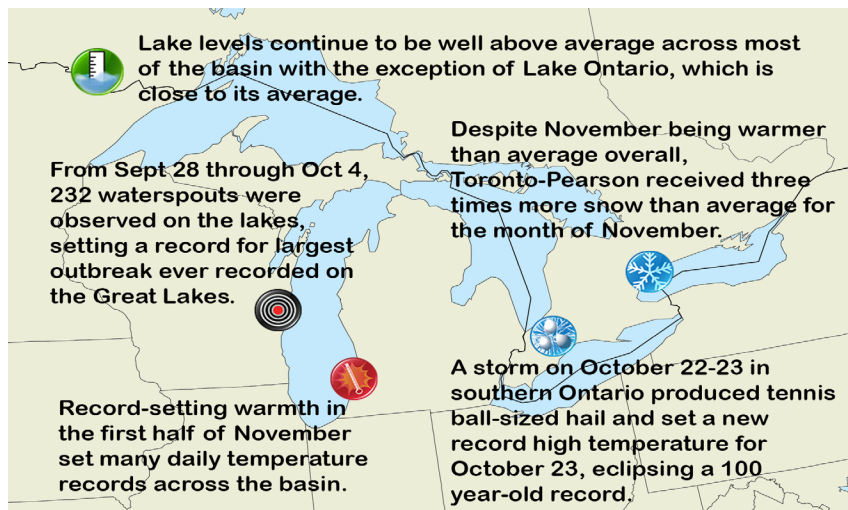 Lake levels continue to be well above average across most
of the basin with the exception of Lake Ontario, which is
close to its average.
Despite November being warmer
than average overall,
Toronto-Pearson received three
times more snow than average for
the month of November.
From Sept 28 through Oct 4,
232 waterspouts were
observed on the lakes,
setting a record for largest
outbreak ever recorded on
the Great Lakes.
A storm on October 22-23 in
southern Ontario produced tennis
ball-sized hail and set a new
record high temperature for
October 23, eclipsing a 100
year-old record.
Record-setting warmth in
the first half of November
set many daily temperature
records across the basin.